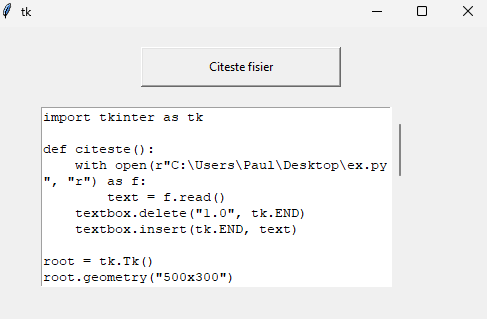 tk
Citeste fisier
import tkinter as tk
def citeste():
    with open(r"C:\Users\Paul\Desktop\ex.py
", "r") as f:
        text = f.read()
    textbox.delete("1.0", tk.END)
    textbox.insert(tk.END, text)
root = tk.Tk()
root.geometry("500x300")